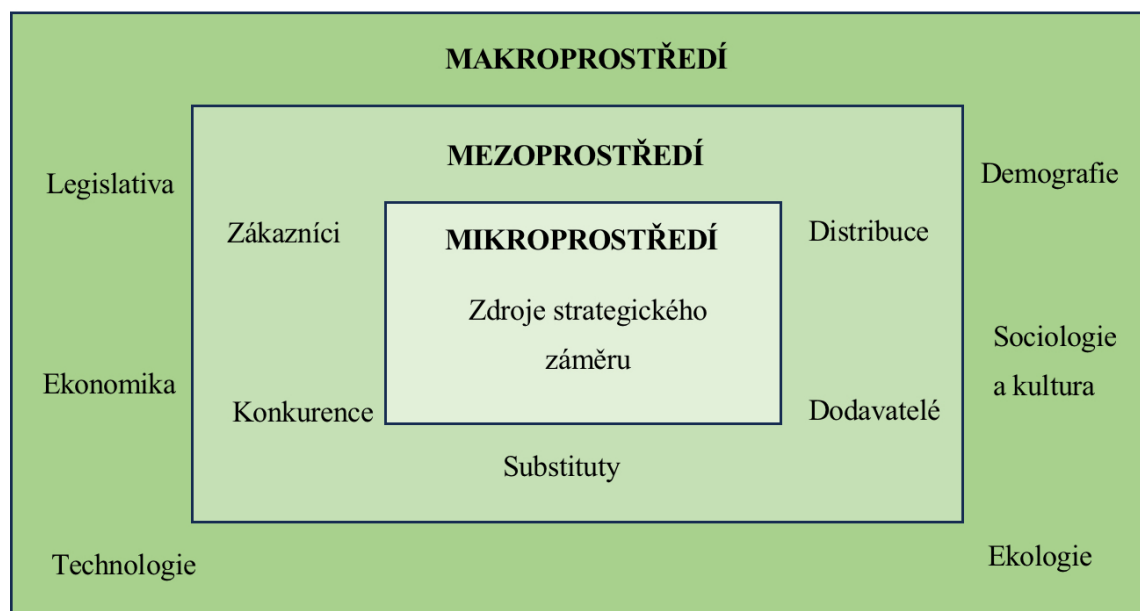 MAKROPROSTŘEDÍ
MEZOPROSTŘEDÍ
Legislativa
Demografie
Zákazníci
MIKROPROSTŘEDÍ
Distribuce
Zdroje strategického
záměru
Sociologie
a kultura
Ekonomika
Konkurence
Dodavatelé
Substituty
Technologie
Ekologie